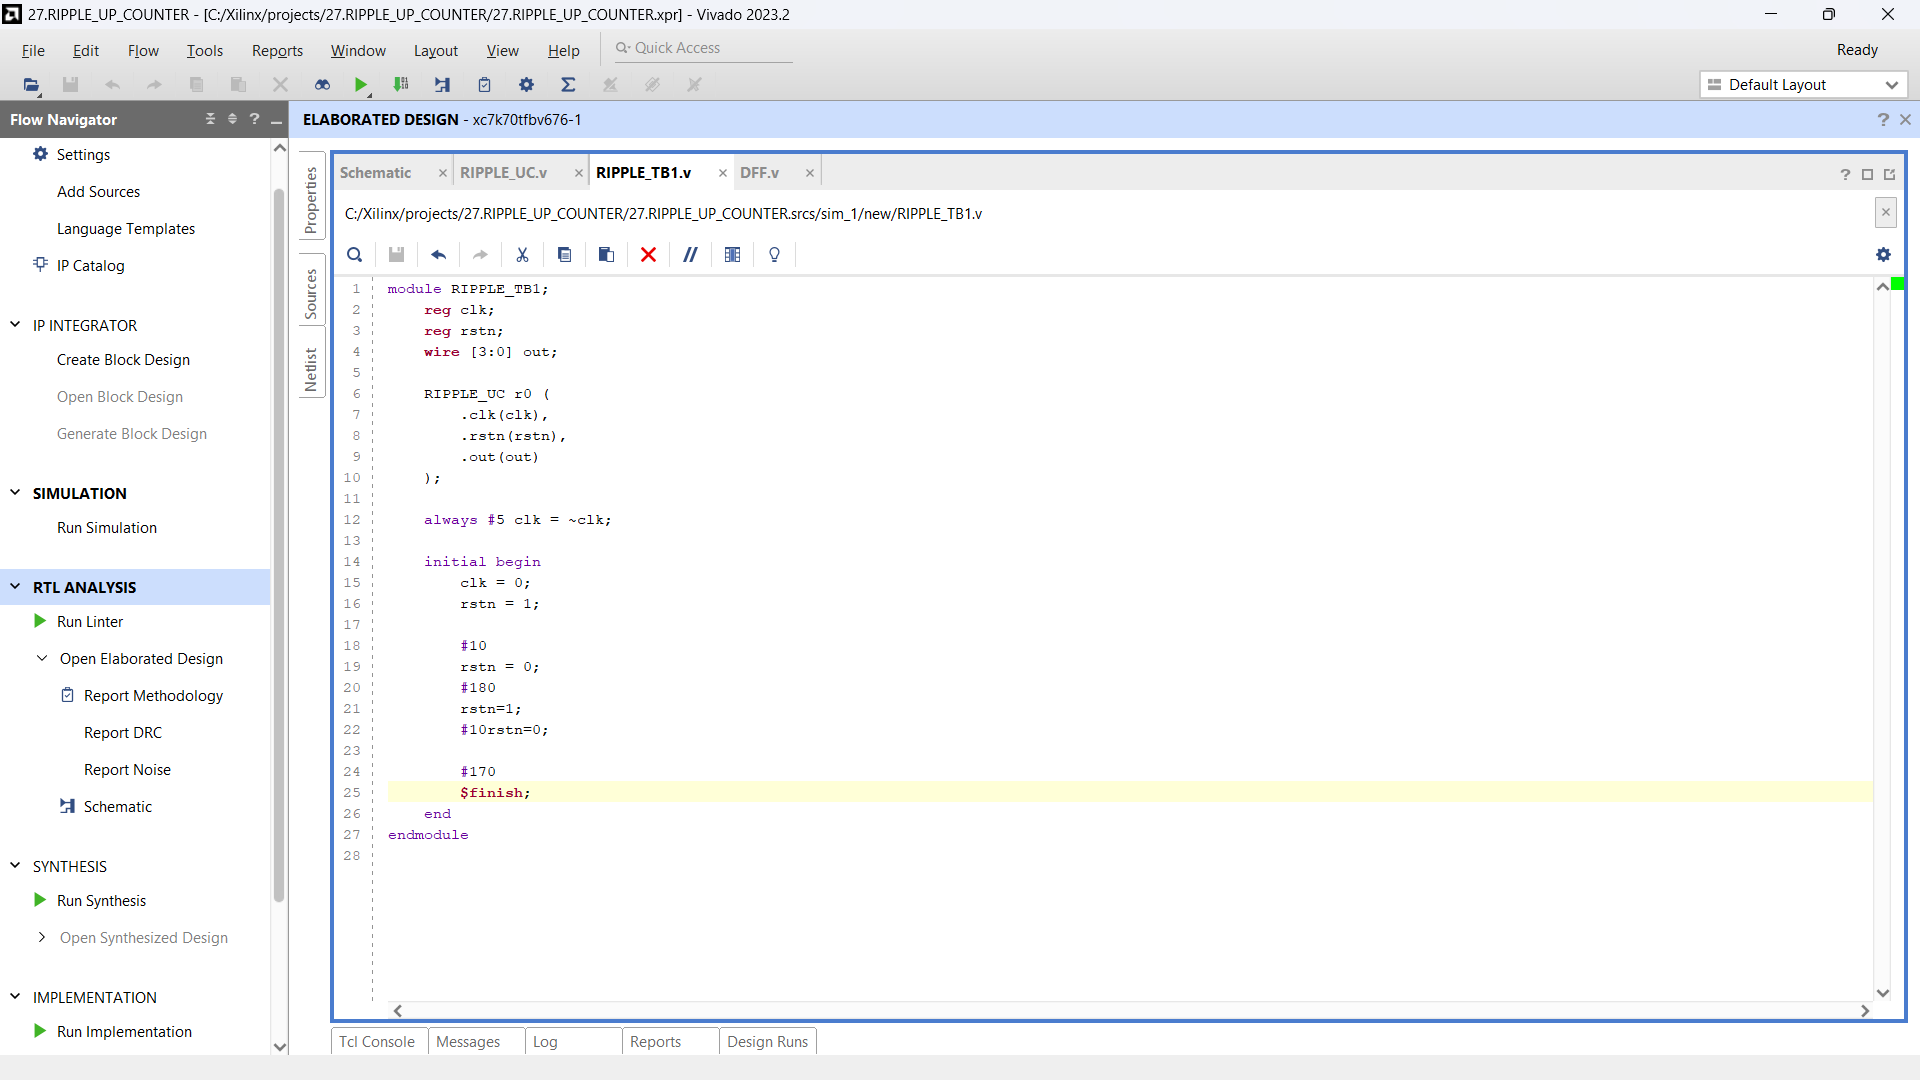 27.RIPPLE_UP_COUNTER - [C:/Xilinx/projects/27.RIPPLE_UP_COUNTER/27.RIPPLE_UP_COUNTER.xpr] - Vivado 2023.2
File Edit Flow Tools Reports Window Layout View Help Quick Access
Ready
Default Layout
Flow Navigator
ELABORATED DESIGN - xc7k70tfbv676-1
Settings
Add Sources
Language Templates
IP Catalog
IP INTEGRATOR
Create Block Design
Open Block Design
Generate Block Design
SIMULATION
Run Simulation
RTL ANALYSIS
Run Linter
Open Elaborated Design
Report Methodology
Report DRC
Report Noise
Schematic
SYNTHESIS
Run Synthesis
Open Synthesized Design
IMPLEMENTATION
Run Implementation
Properties
Sources
Netlist
Schematic RIPPLE_UC.v RIPPLE_TB1.v DFF.v
C:/Xilinx/projects/27.RIPPLE_UP_COUNTER/27.RIPPLE_UP_COUNTER.srcs/sim_1/new/RIPPLE_TB1.v
1 module RIPPLE_TB1;
2 reg clk;
3 reg rstn;
4 wire [3:0] out;
5
6 RIPPLE_UC r0 (
7 .clk(clk),
8 .rstn(rstn),
9 .out(out)
10 );
11
12 always #5 clk = ~clk;
13
14 initial begin
15 clk = 0;
16 rstn = 1;
17
18 #10
19 rstn = 0;
20 #180
21 rstn=1;
22 #10rstn=0;
23
24 #170
25 $finish;
26 end
27 endmodule
28
Tcl Console Messages Log Reports Design Runs